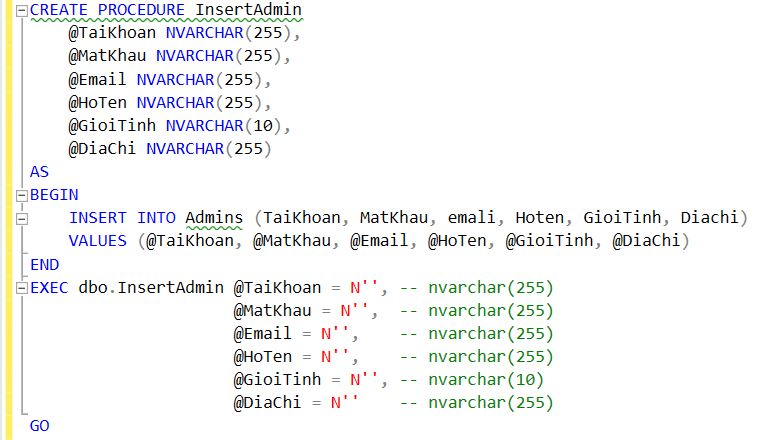 CREATE PROCEDURE InsertAdmin
@TaiKhoan NVARCHAR(255),
@MatKhau NVARCHAR(255),
@Email NVARCHAR(255),
@HoTen NVARCHAR(255),
@GioiTinh NVARCHAR(10),
@DiaChi NVARCHAR(255)
AS
BEGIN
INSERT INTO Admins (TaiKhoan, MatKhau, emali, Hoten, GioiTinh, Diachi)
VALUES (@TaiKhoan, @MatKhau, @Email, @HoTen, @GioiTinh, @DiaChi)
END
EXEC dbo.InsertAdmin @TaiKhoan = N'', -- nvarchar(255)
@MatKhau = N'', -- nvarchar(255)
@Email = N'', -- nvarchar(255)
@HoTen = N'', -- nvarchar(255)
@GioiTinh = N'', -- nvarchar(10)
@DiaChi = N'' -- nvarchar(255)
GO